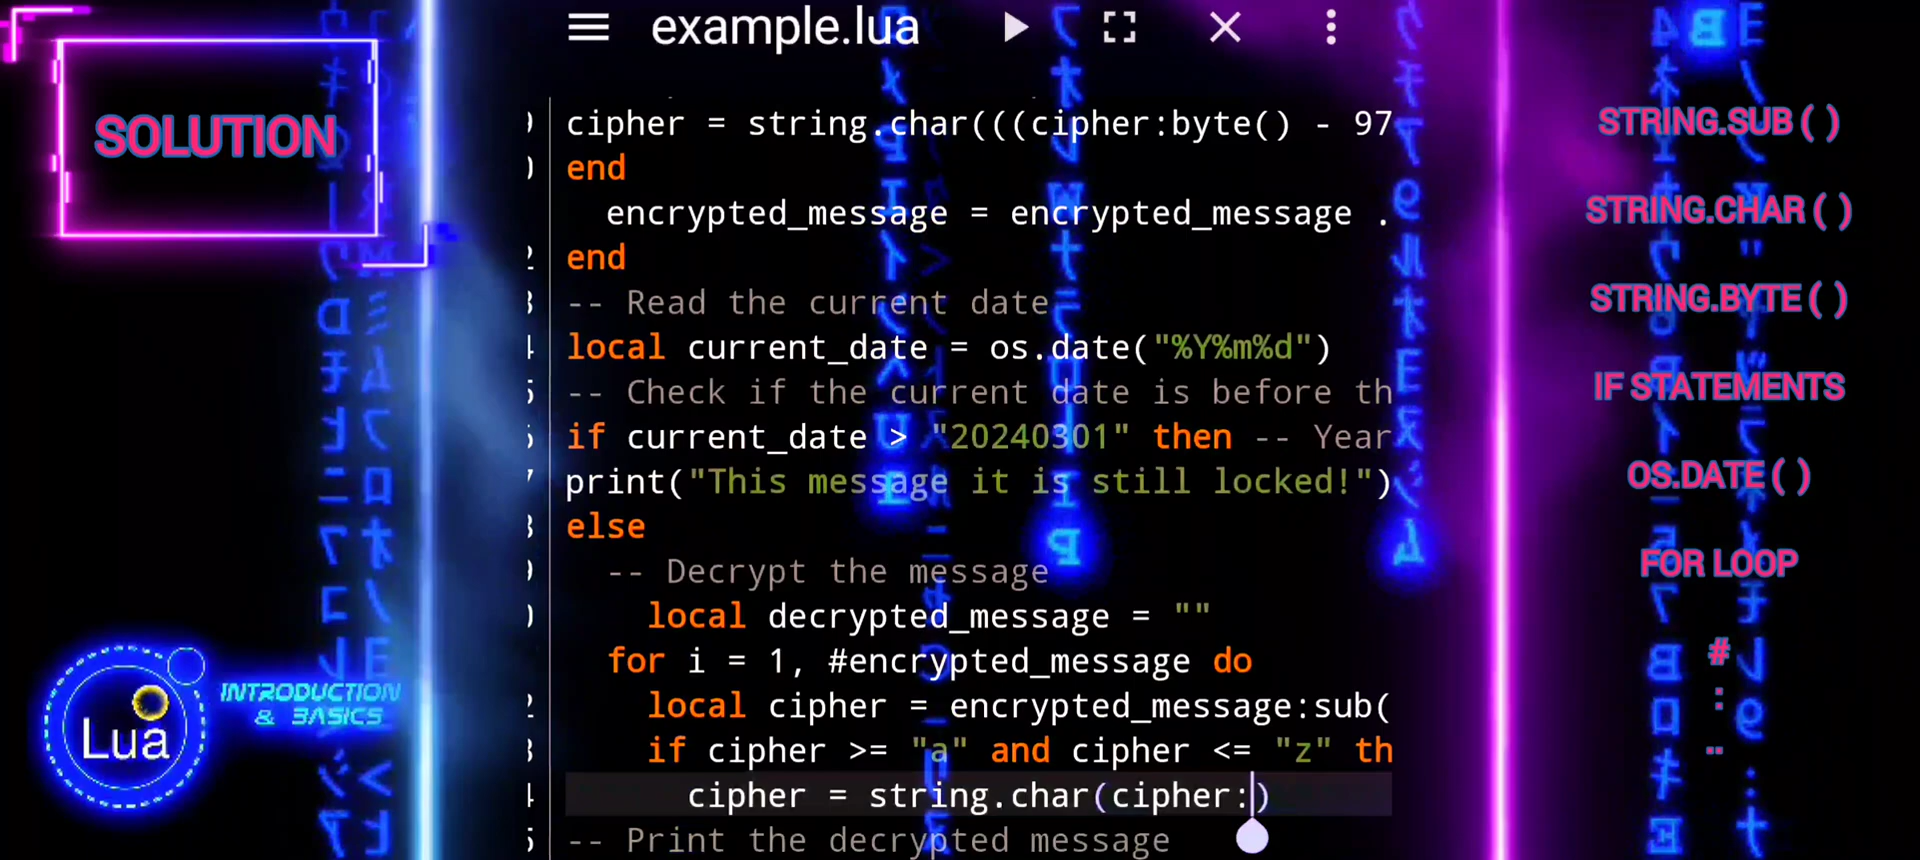 SOLUTION
example.lua
cipher = string.char(((cipher:byte() - 97
end
encrypted_message = encrypted_message .
end
-- Read the current date
local current_date = os.date("%Y%m%d")
-- Check if the current date is before th
if current_date > "20240301" then -- Year
print("This message it is still locked!")
else
-- Decrypt the message
local decrypted_message = ""
for i = 1, #encrypted_message do
local cipher = encrypted_message:sub(
if cipher >= "a" and cipher <= "z" th
cipher = string.char(cipher:)
-- Print the decrypted message
STRING.SUB ( )
STRING.CHAR ( )
STRING.BYTE ( )
IF STATEMENTS
OS.DATE ( )
FOR LOOP
#
:
..
Lua
INTRODUCTION
& BASICS